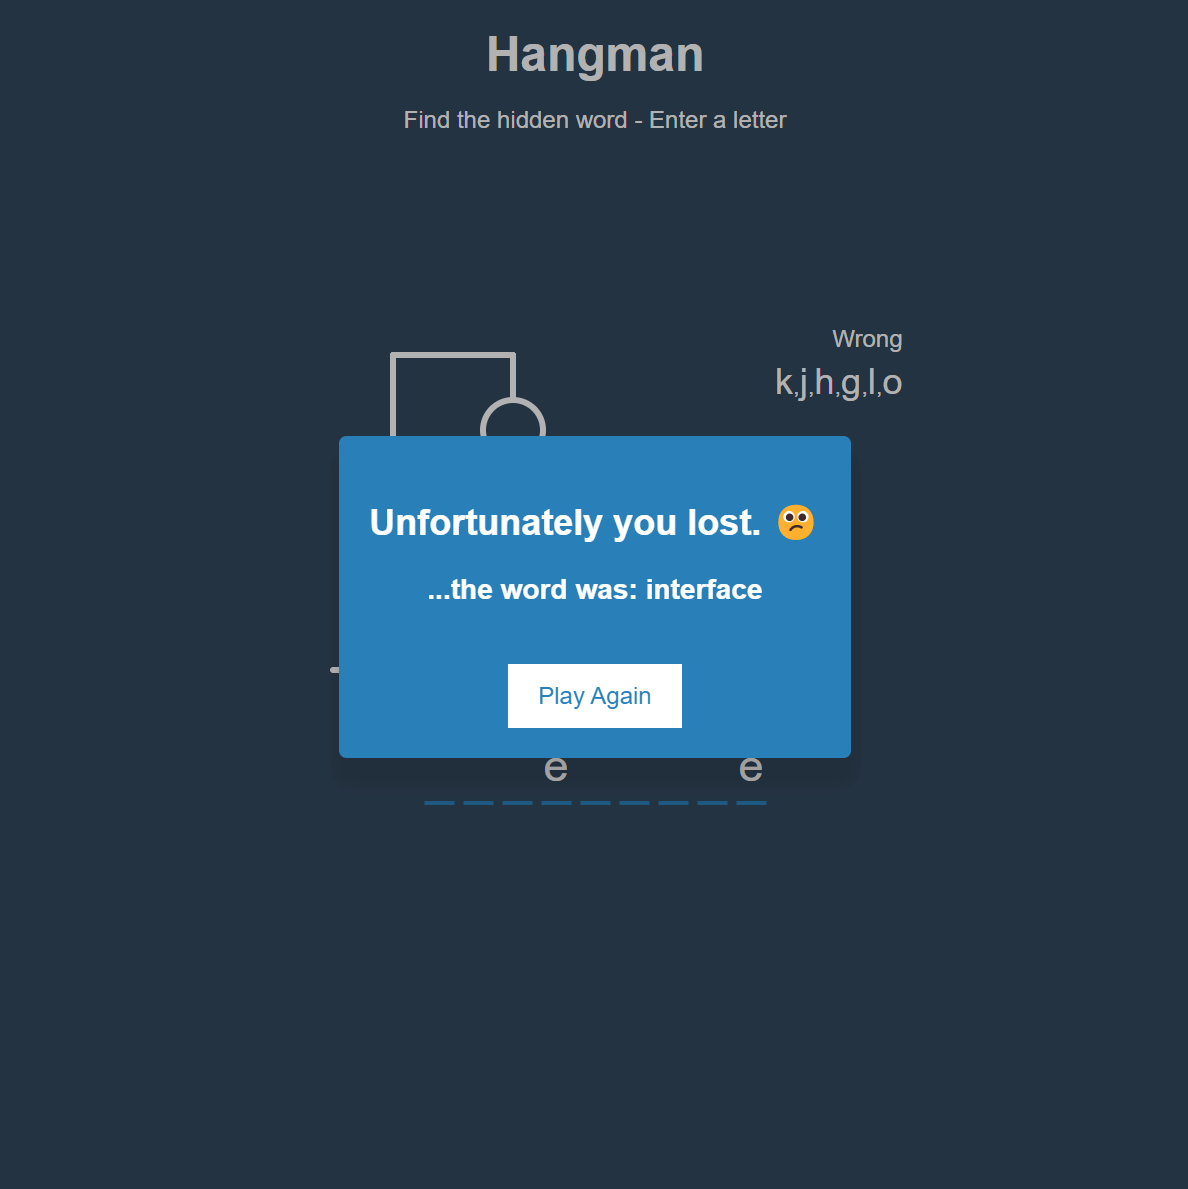 Hangman
Find the hidden word - Enter a letter
Wrong
k,j,h,g,l,o
Unfortunately you lost. 😕
...the word was: interface
Play Again
e e